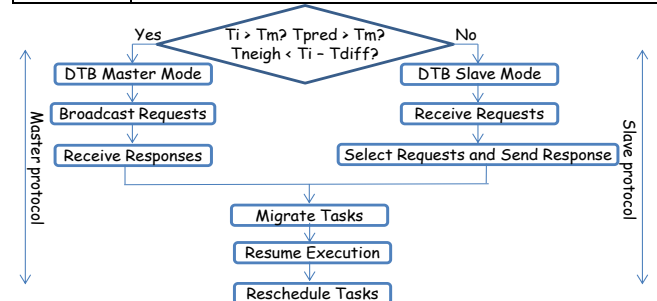 Ti > Tm? Tpred > Tm?
Tneigh < Ti – Tdiff?
Yes
No
DTB Master Mode
DTB Slave Mode
Broadcast Requests
Receive Requests
Receive Responses
Select Requests and Send Response
Master protocol
Slave protocol
Migrate Tasks
Resume Execution
Reschedule Tasks